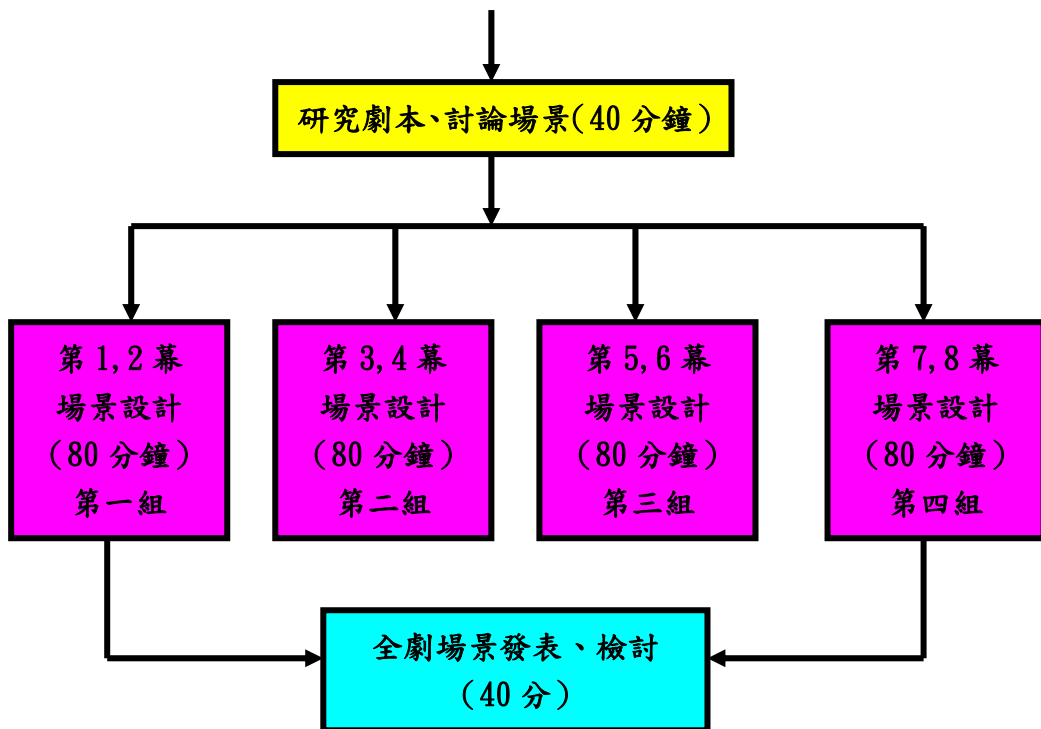 研究劇本、討論場景(40 分鐘)
第 1,2 幕
場景設計
(80 分鐘)
第一組
第 3,4 幕
場景設計
(80 分鐘)
第二組
第 5,6 幕
場景設計
(80 分鐘)
第三組
第 7,8 幕
場景設計
(80 分鐘)
第四組
全劇場景發表、檢討
(40 分)